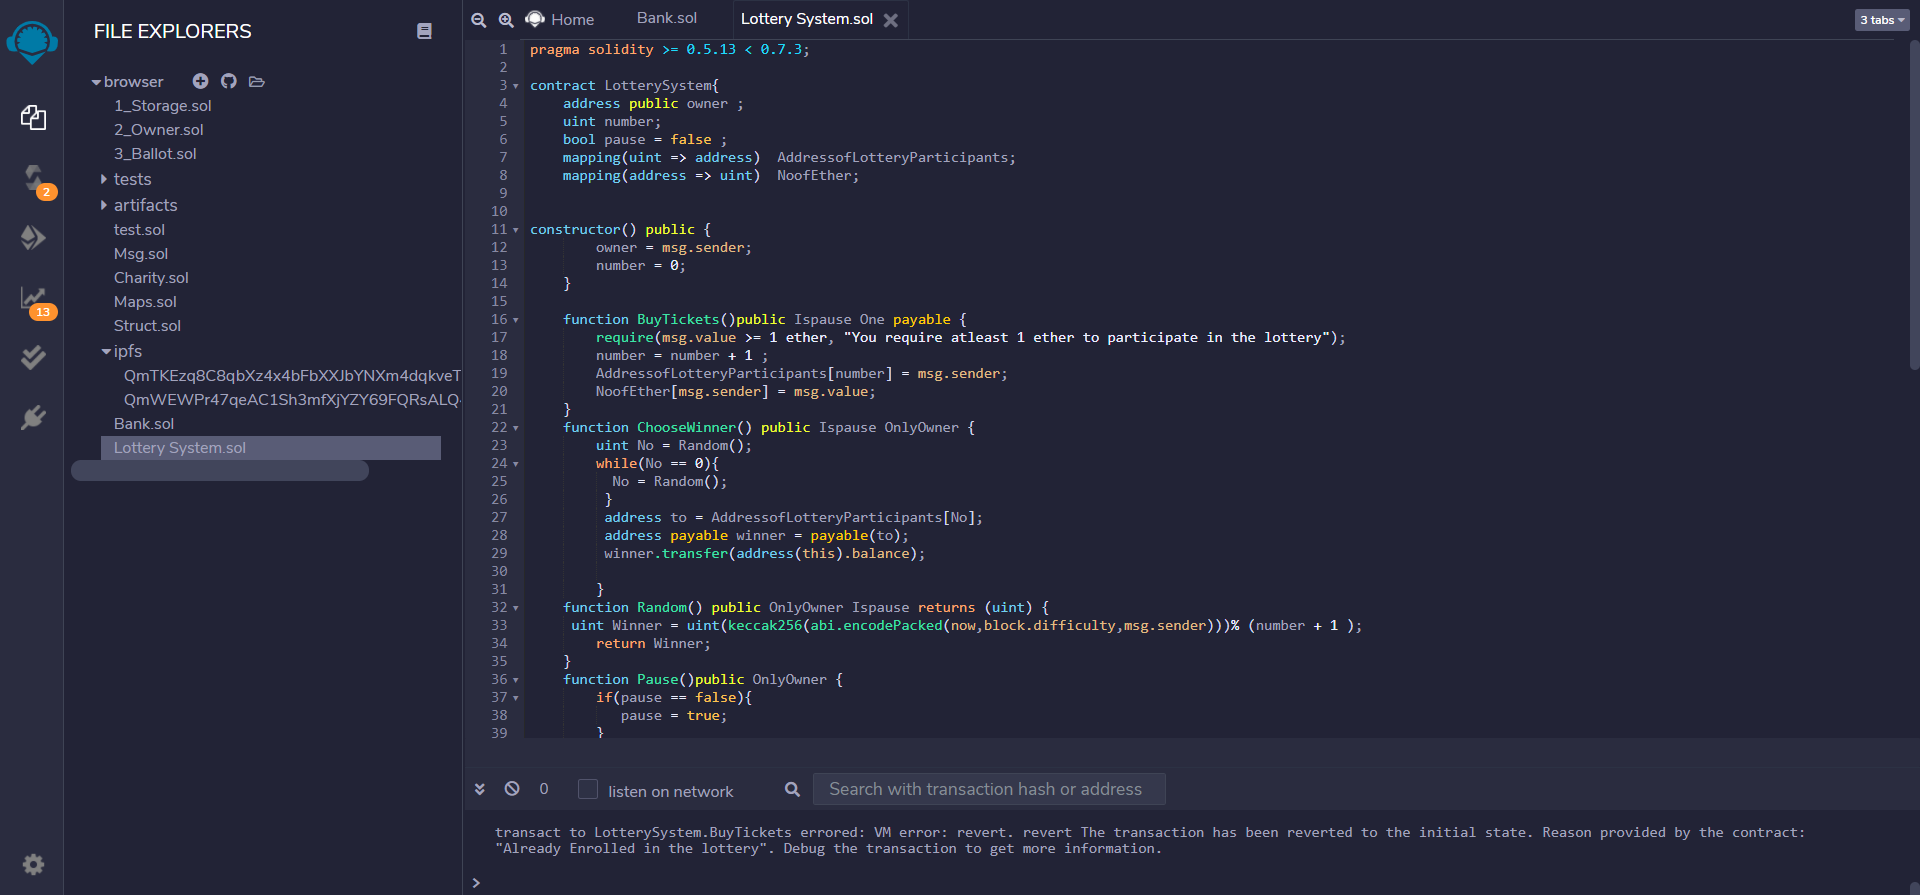 FILE EXPLORERS
browser
1_Storage.sol
2_Owner.sol
3_Ballot.sol
2
tests
artifacts
test.sol
Msg.sol
Charity.sol
Maps.sol
13
Struct.sol
ipfs
QmTKEzq8C8qbXz4x4bFbXXJbYNXm4dqkveT
QmWEWPr47qeAC1Sh3mfXjYZY69FQRsALQ
Bank.sol
Lottery System.sol
Home Bank.sol Lottery System.sol 3 tabs
1 pragma solidity >= 0.5.13 < 0.7.3;
2
3 contract LotterySystem{
4 address public owner ;
5 uint number;
6 bool pause = false ;
7 mapping(uint => address)  AddressofLotteryParticipants;
8 mapping(address => uint)  NoofEther;
9
10
11 constructor() public {
12 owner = msg.sender;
13 number = 0;
14 }
15
16 function BuyTickets()public Ispause One payable {
17 require(msg.value >= 1 ether, "You require atleast 1 ether to participate in the lottery");
18 number = number + 1 ;
19 AddressofLotteryParticipants[number] = msg.sender;
20 NoofEther[msg.sender] = msg.value;
21 }
22 function ChooseWinner() public Ispause OnlyOwner {
23 uint No = Random();
24 while(No == 0){
25 No = Random();
26 }
27 address to = AddressofLotteryParticipants[No];
28 address payable winner = payable(to);
29 winner.transfer(address(this).balance);
30
31 }
32 function Random() public OnlyOwner Ispause returns (uint) {
33 uint Winner = uint(keccak256(abi.encodePacked(now,block.difficulty,msg.sender)))% (number + 1 );
34 return Winner;
35 }
36 function Pause()public OnlyOwner {
37 if(pause == false){
38 pause = true;
39 }
0 listen on network Search with transaction hash or address
transact to LotterySystem.BuyTickets errored: VM error: revert. revert The transaction has been reverted to the initial state. Reason provided by the contract:
"Already Enrolled in the lottery". Debug the transaction to get more information.
>